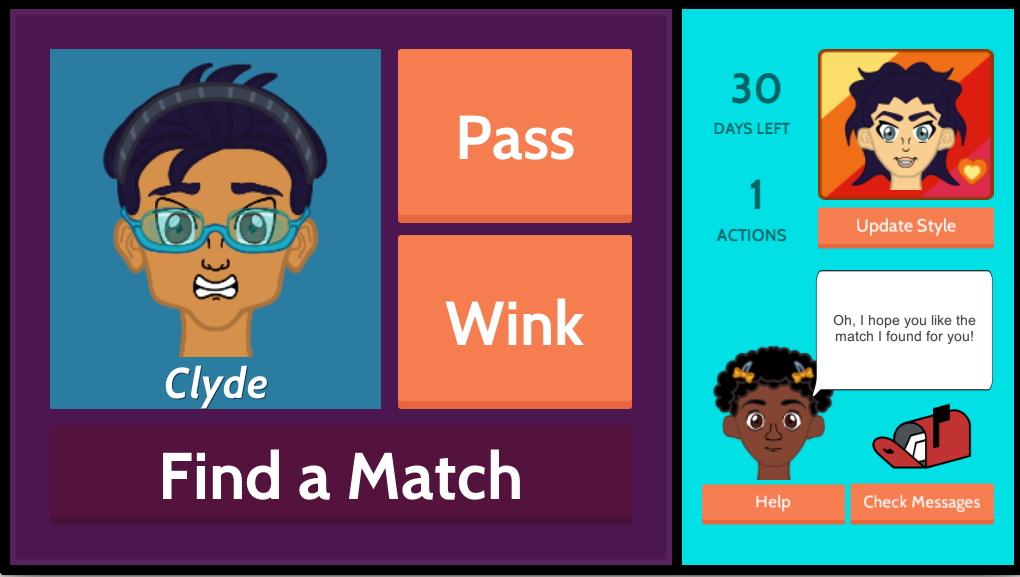 Clyde
Pass
Wink
Find a Match
30
DAYS LEFT
1
ACTIONS
Update Style
Oh, I hope you like the
match I found for you!
Help
Check Messages